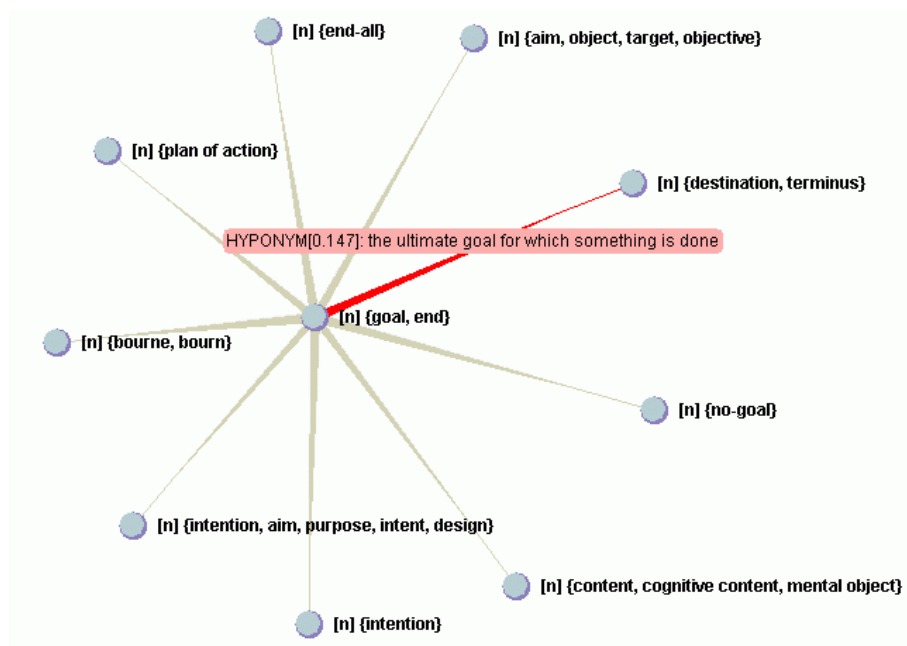 [n] {end-all}
[n] {aim, object, target, objective}
[n] {plan of action}
[n] {destination, terminus}
HYPONYM[0.147]: the ultimate goal for which something is done
[n] {goal, end}
[n] {bourne, bourn}
[n] {no-goal}
[n] {intention, aim, purpose, intent, design}
[n] {content, cognitive content, mental object}
[n] {intention}